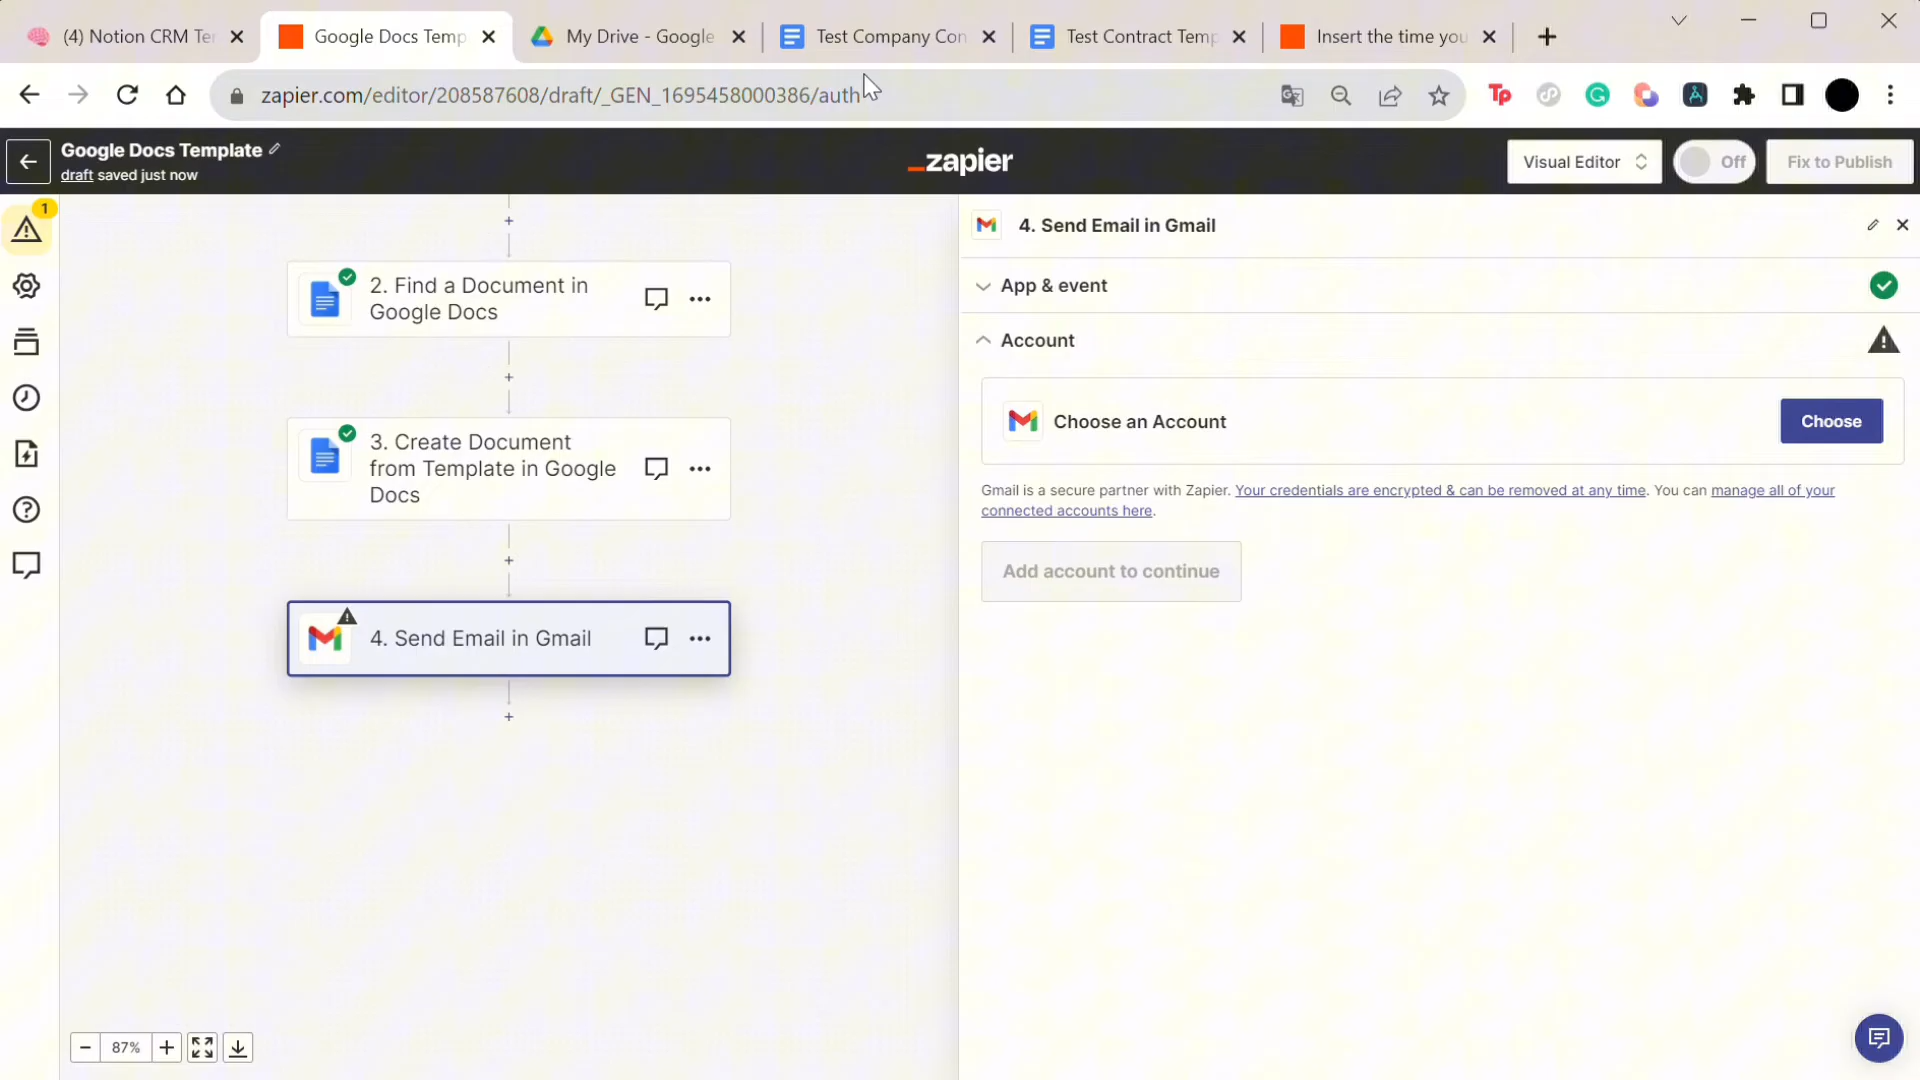 (4) Notion CRM Ter
Google Docs Temp
My Drive - Google
Test Company Con
Test Contract Temp
Insert the time you
zapier.com/editor/208587608/draft/_GEN_1695458000386/auth
Google Docs Template
draft saved just now
_zapier
Visual Editor
Off
Fix to Publish
1
2. Find a Document in
Google Docs
3. Create Document
from Template in Google
Docs
4. Send Email in Gmail
87%
4. Send Email in Gmail
App & event
Account
Choose an Account
Choose
Gmail is a secure partner with Zapier. Your credentials are encrypted & can be removed at any time. You can manage all of your
connected accounts here.
Add account to continue